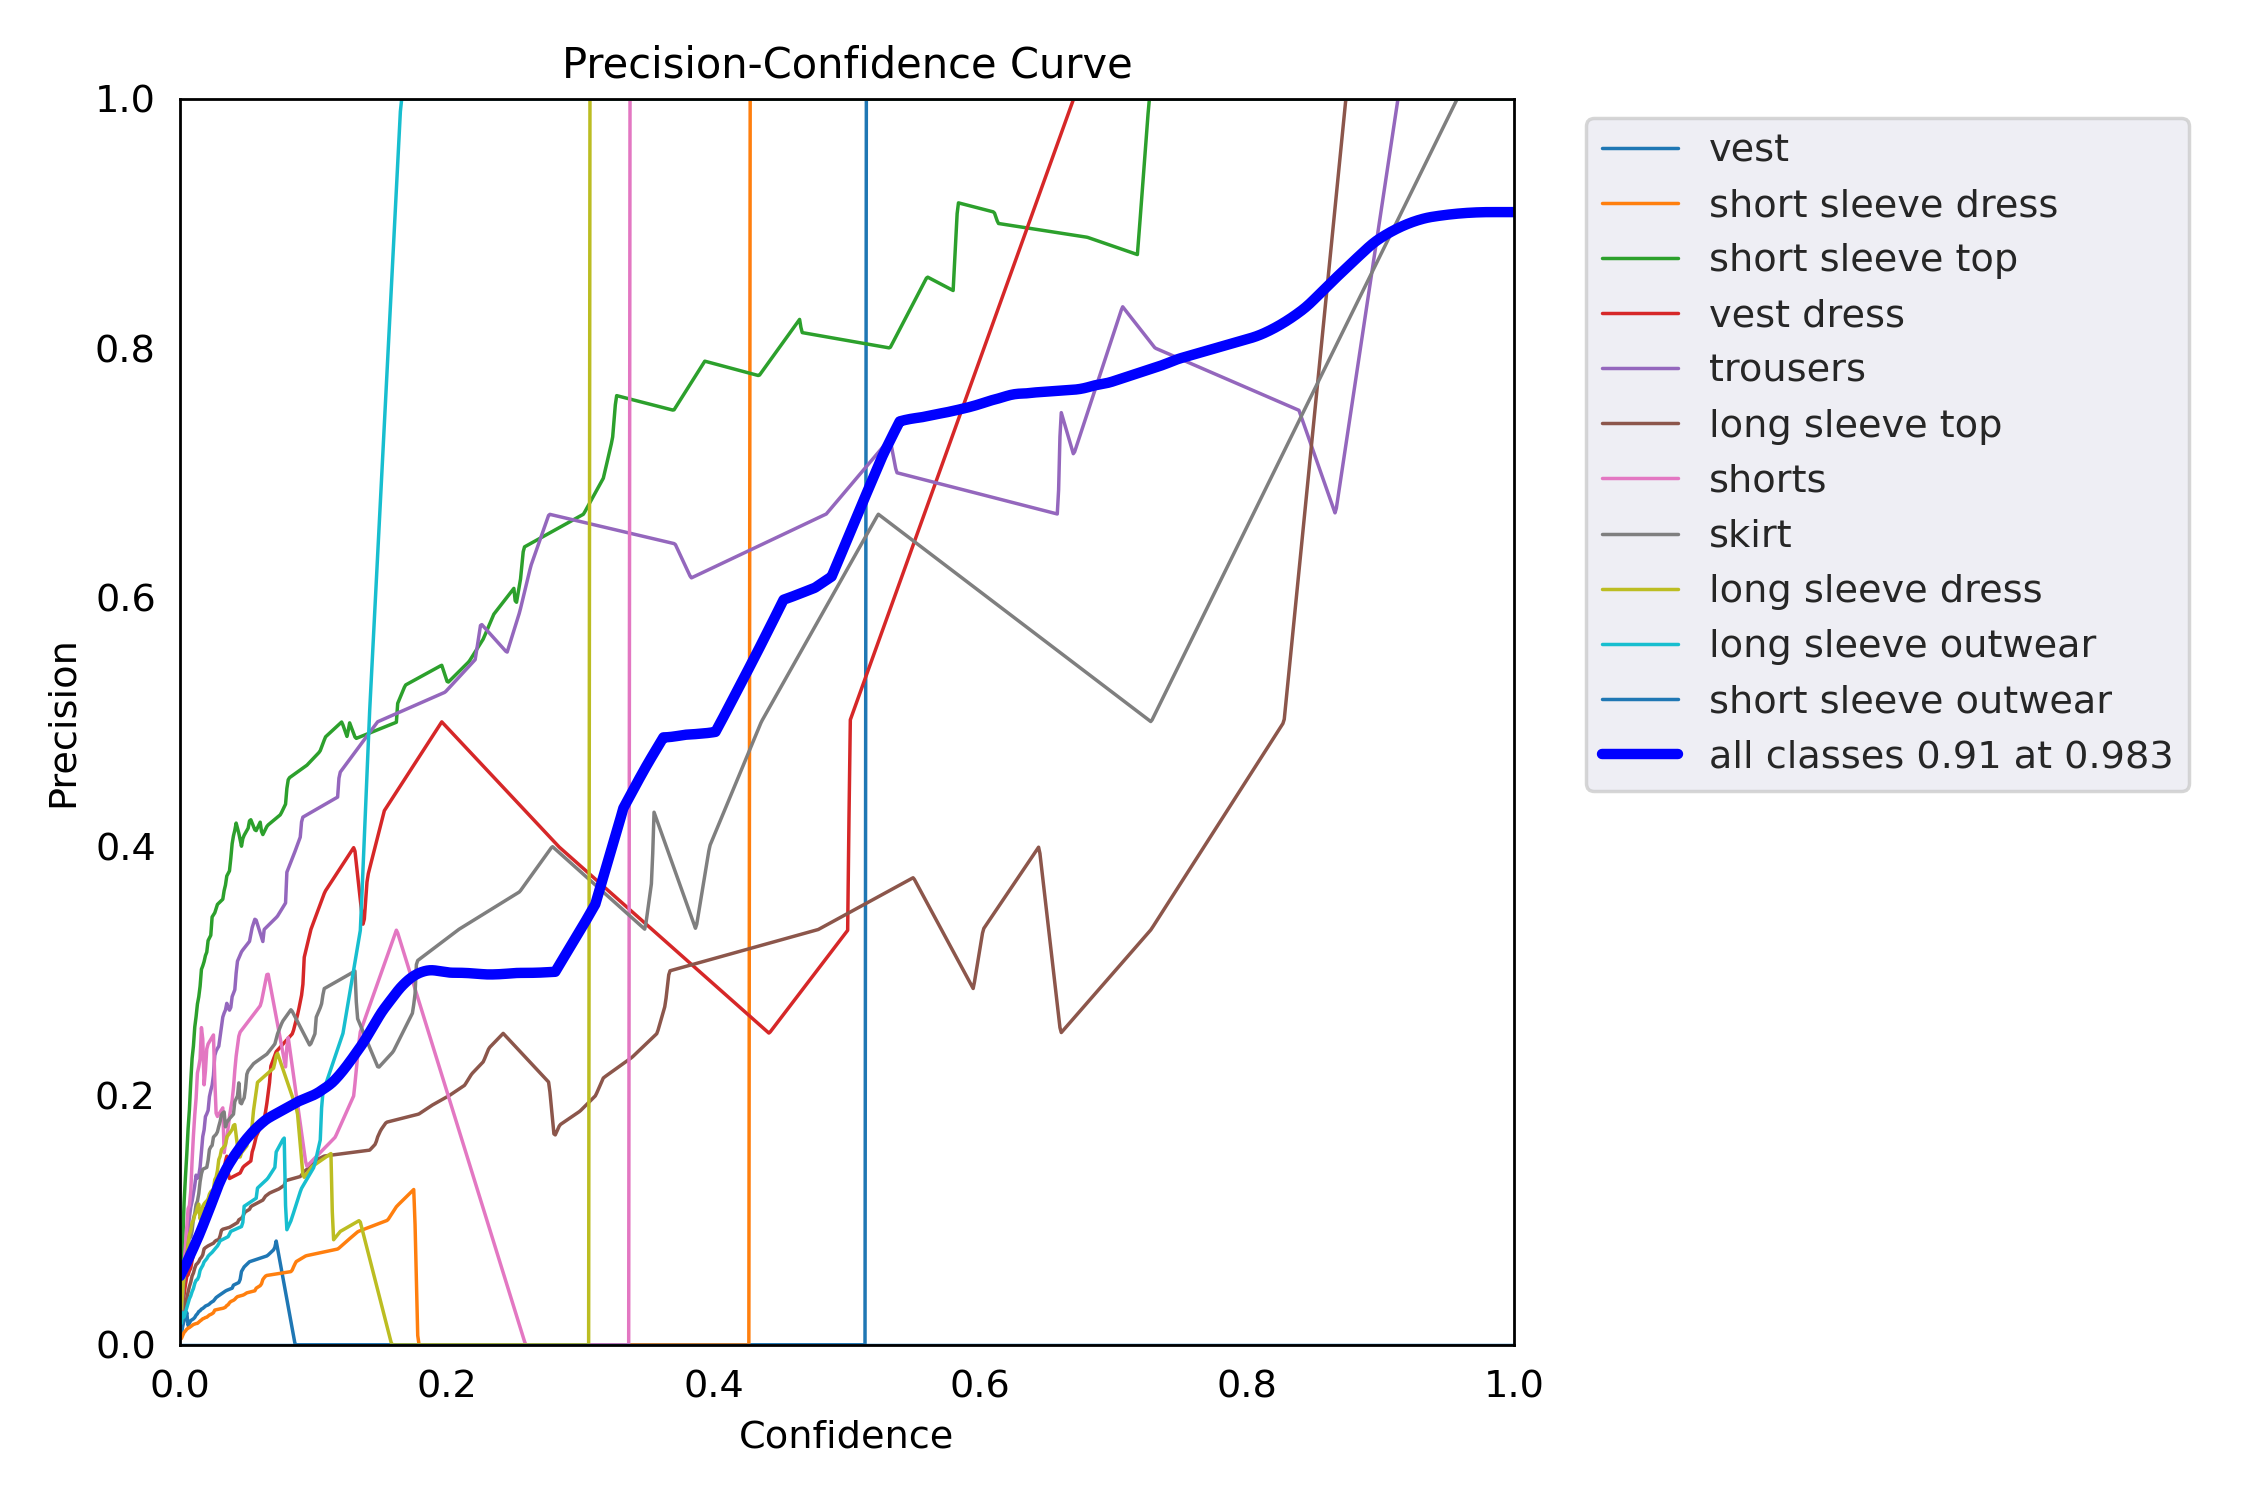 Precision-Confidence Curve
1.0
0.8
0.6
0.4
0.2
0.0
Precision
0.0 0.2 0.4 0.6 0.8 1.0
Confidence
vest
short sleeve dress
short sleeve top
vest dress
trousers
long sleeve top
shorts
skirt
long sleeve dress
long sleeve outwear
short sleeve outwear
all classes 0.91 at 0.983